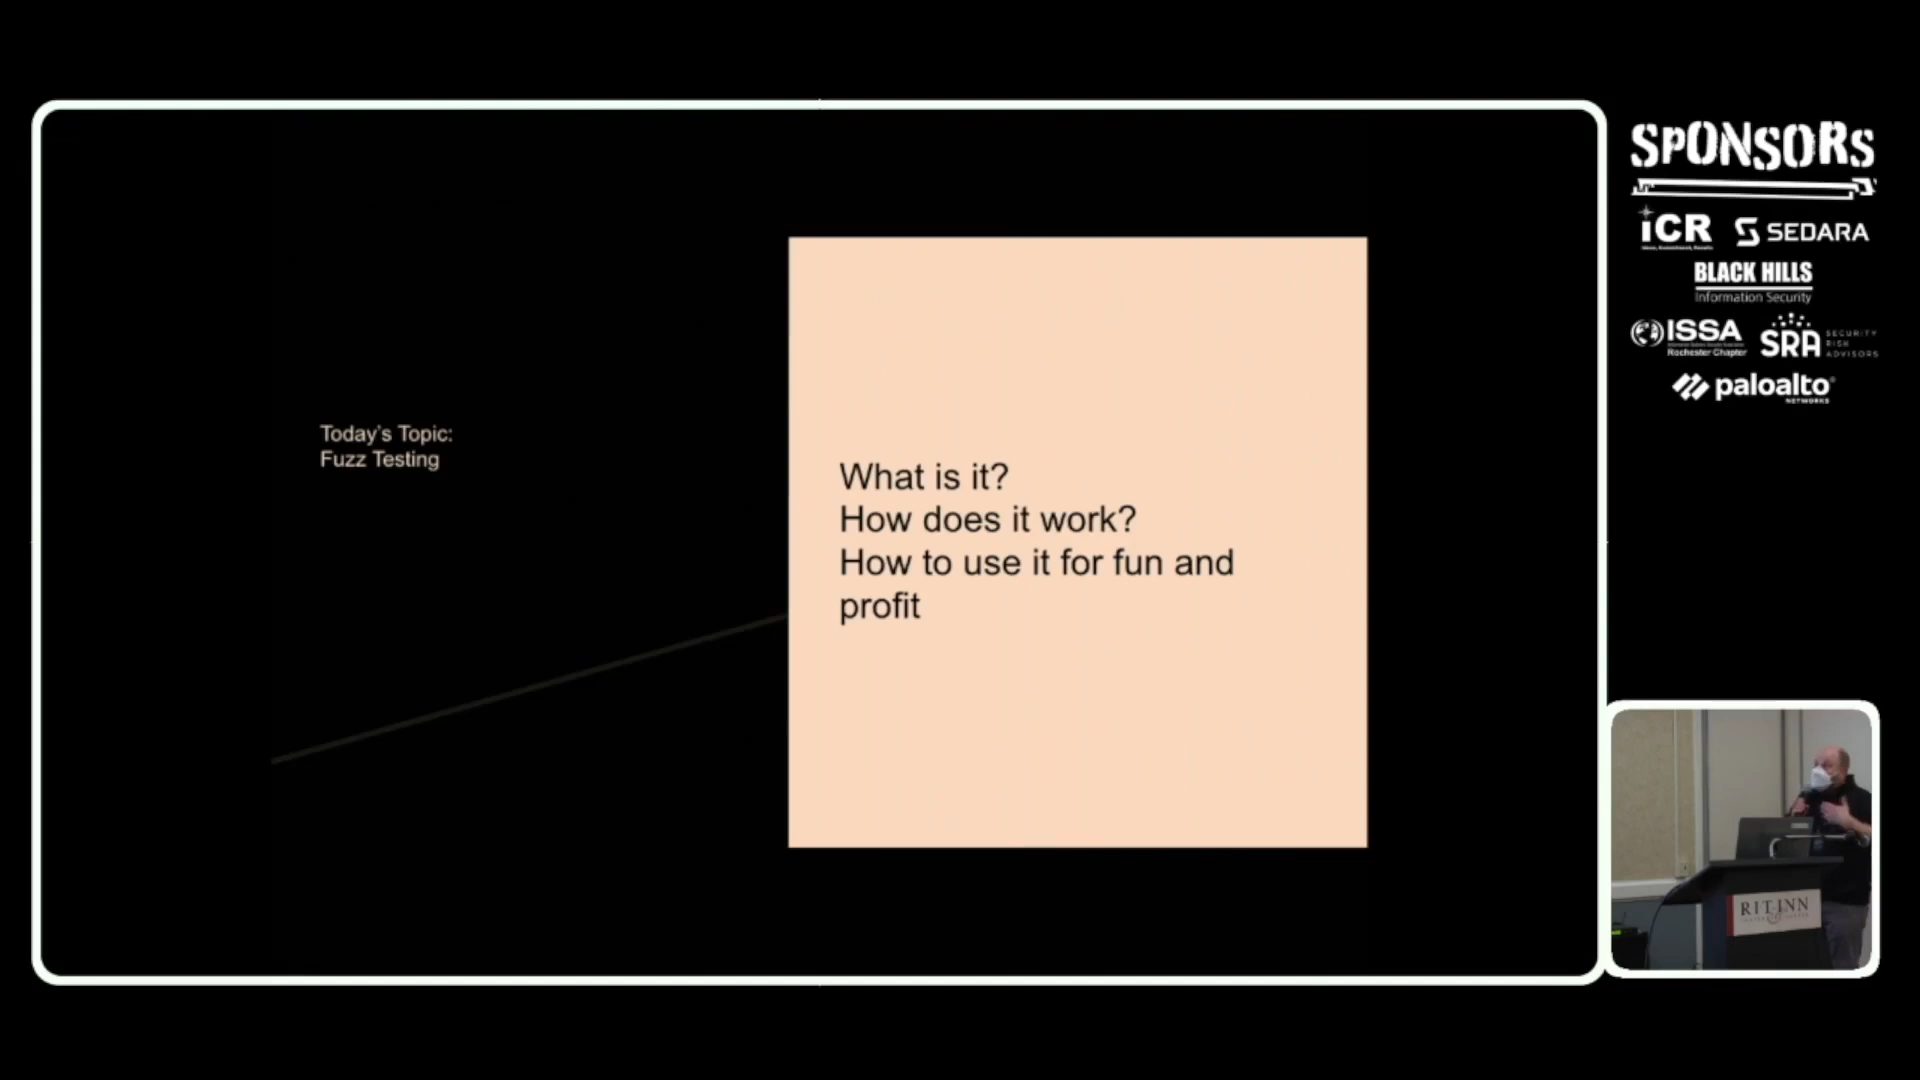 Today's Topic:
Fuzz Testing
What is it?
How does it work?
How to use it for fun and
profit
SPONSORS
iCR
SEDARA
BLACK HILLS
Information Security
ISSA
Rochester Chapter
SRA
SECURITY
RISK
ADVISORS
paloalto
NETWORKS
RIT INN